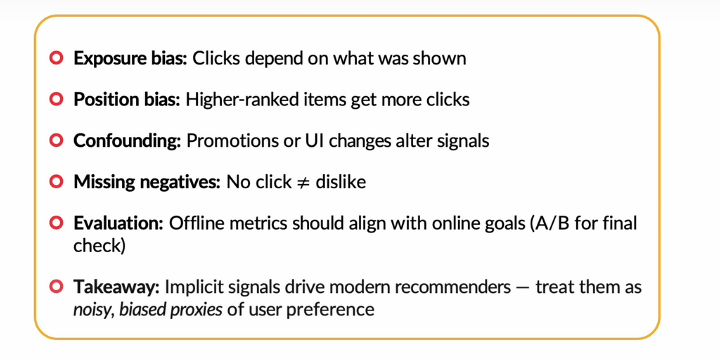 Exposure bias: Clicks depend on what was shown
Position bias: Higher-ranked items get more clicks
Confounding: Promotions or UI changes alter signals
Missing negatives: No click ≠ dislike
Evaluation: Offline metrics should align with online goals (A/B for final
check)
Takeaway: Implicit signals drive modern recommenders — treat them as
noisy, biased proxies of user preference